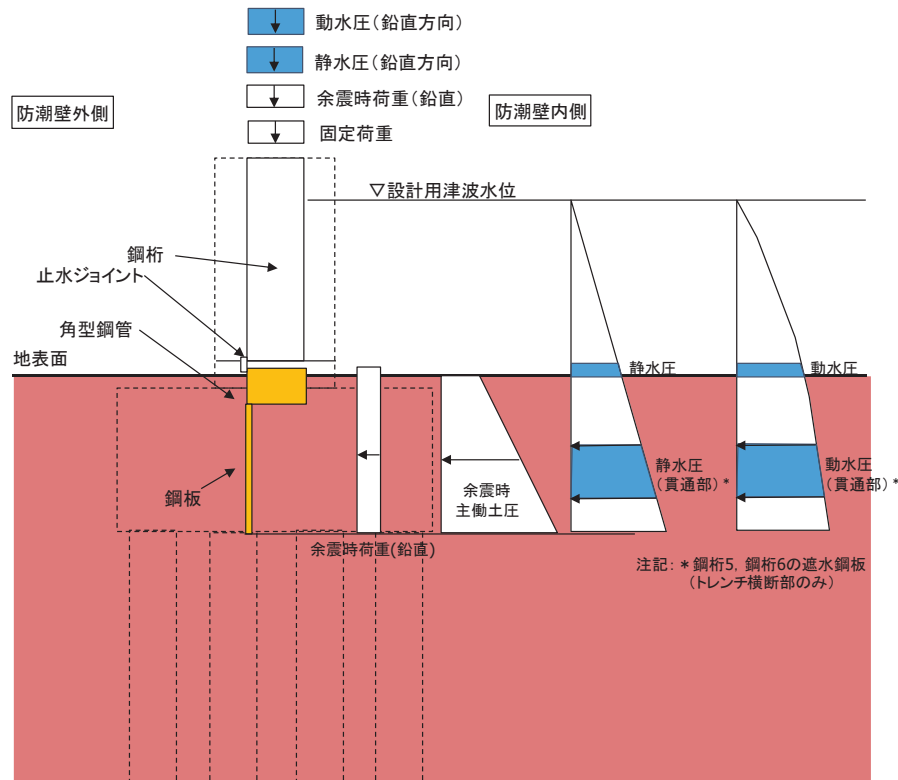 動水圧(鉛直方向)
静水圧(鉛直方向)
余震時荷重(鉛直)
固定荷重
防潮壁外側
防潮壁内側
▽設計用津波水位
鋼桁
止水ジョイント
角型鋼管
地表面
静水圧
動水圧
鋼板
余震時
主働土圧
静水圧
(貫通部)*
動水圧
(貫通部)*
余震時荷重(鉛直)
注記:*鋼桁5,鋼桁6の遮水鋼板
(トレンチ横断部のみ)